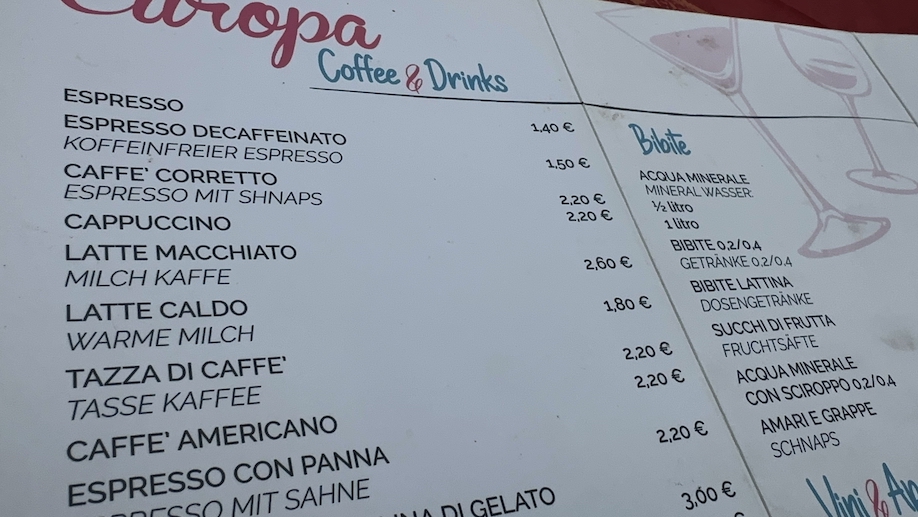 Europa
Coffee & Drinks
ESPRESSO 1,40 €
ESPRESSO DECAFFEINATO 1,50 €
KOFFEINFREIER ESPRESSO
CAFFE' CORRETTO 2,20 €
ESPRESSO MIT SHNAPS
CAPPUCCINO 2,20 €
LATTE MACCHIATO 2,60 €
MILCH KAFFE
LATTE CALDO 1,80 €
WARME MILCH
TAZZA DI CAFFE' 2,20 €
TASSE KAFFEE
CAFFE' AMERICANO 2,20 €
ESPRESSO CON PANNA 2,20 €
ESPRESSO MIT SAHNE
DI GELATO 3,00 €
Bibite
ACQUA MINERALE
MINERAL WASSER
½ litro
1 litro
BIBITE 0,2/0,4
GETRÄNKE 0,2/0,4
BIBITE LATTINA
DOSENGETRÄNKE
SUCCHI DI FRUTTA
FRUCHTSÄFTE
ACQUA MINERALE
CON SCIROPPO 0,2/0,4
AMARI E GRAPPE
SCHNAPS
Vini &